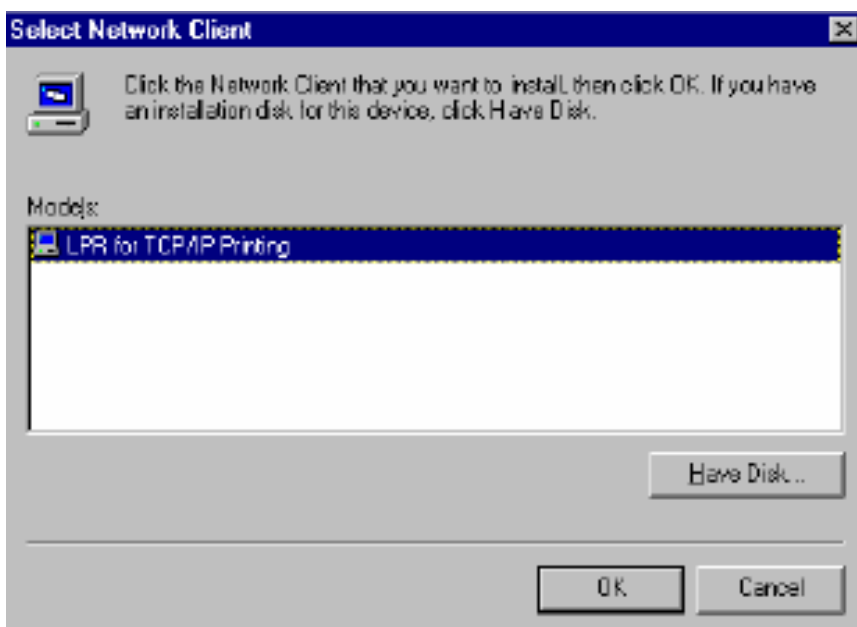 Select Network Client
Click the Network Client that you want to install, then click OK. If you have
an installation disk for this device, click Have Disk.
Models:
LPR for TCP/IP Printing
Have Disk...
OK
Cancel